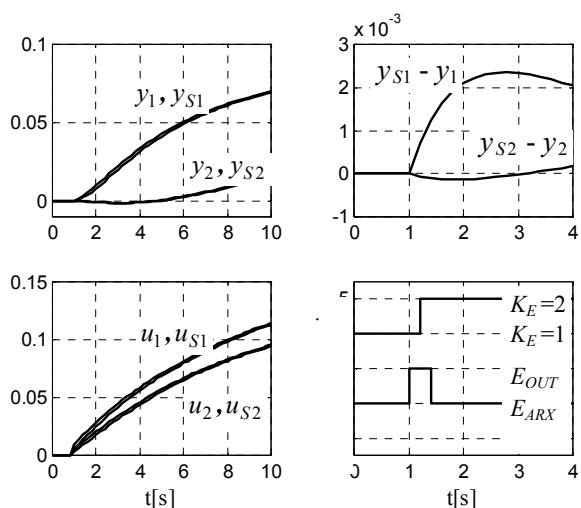 0.1
0.05
0
y1, yS1
y2, yS2
0 2 4 6 8 10
x 10-3
3
2
1
0
-1
yS1 - y1
yS2 - y2
0 1 2 3 4
0.15
0.1
0.05
0
u1, uS1
u2, uS2
0 2 4 6 8 10
t[s]
KE=2
KE=1
EOUT
EARX
0 1 2 3 4
t[s]